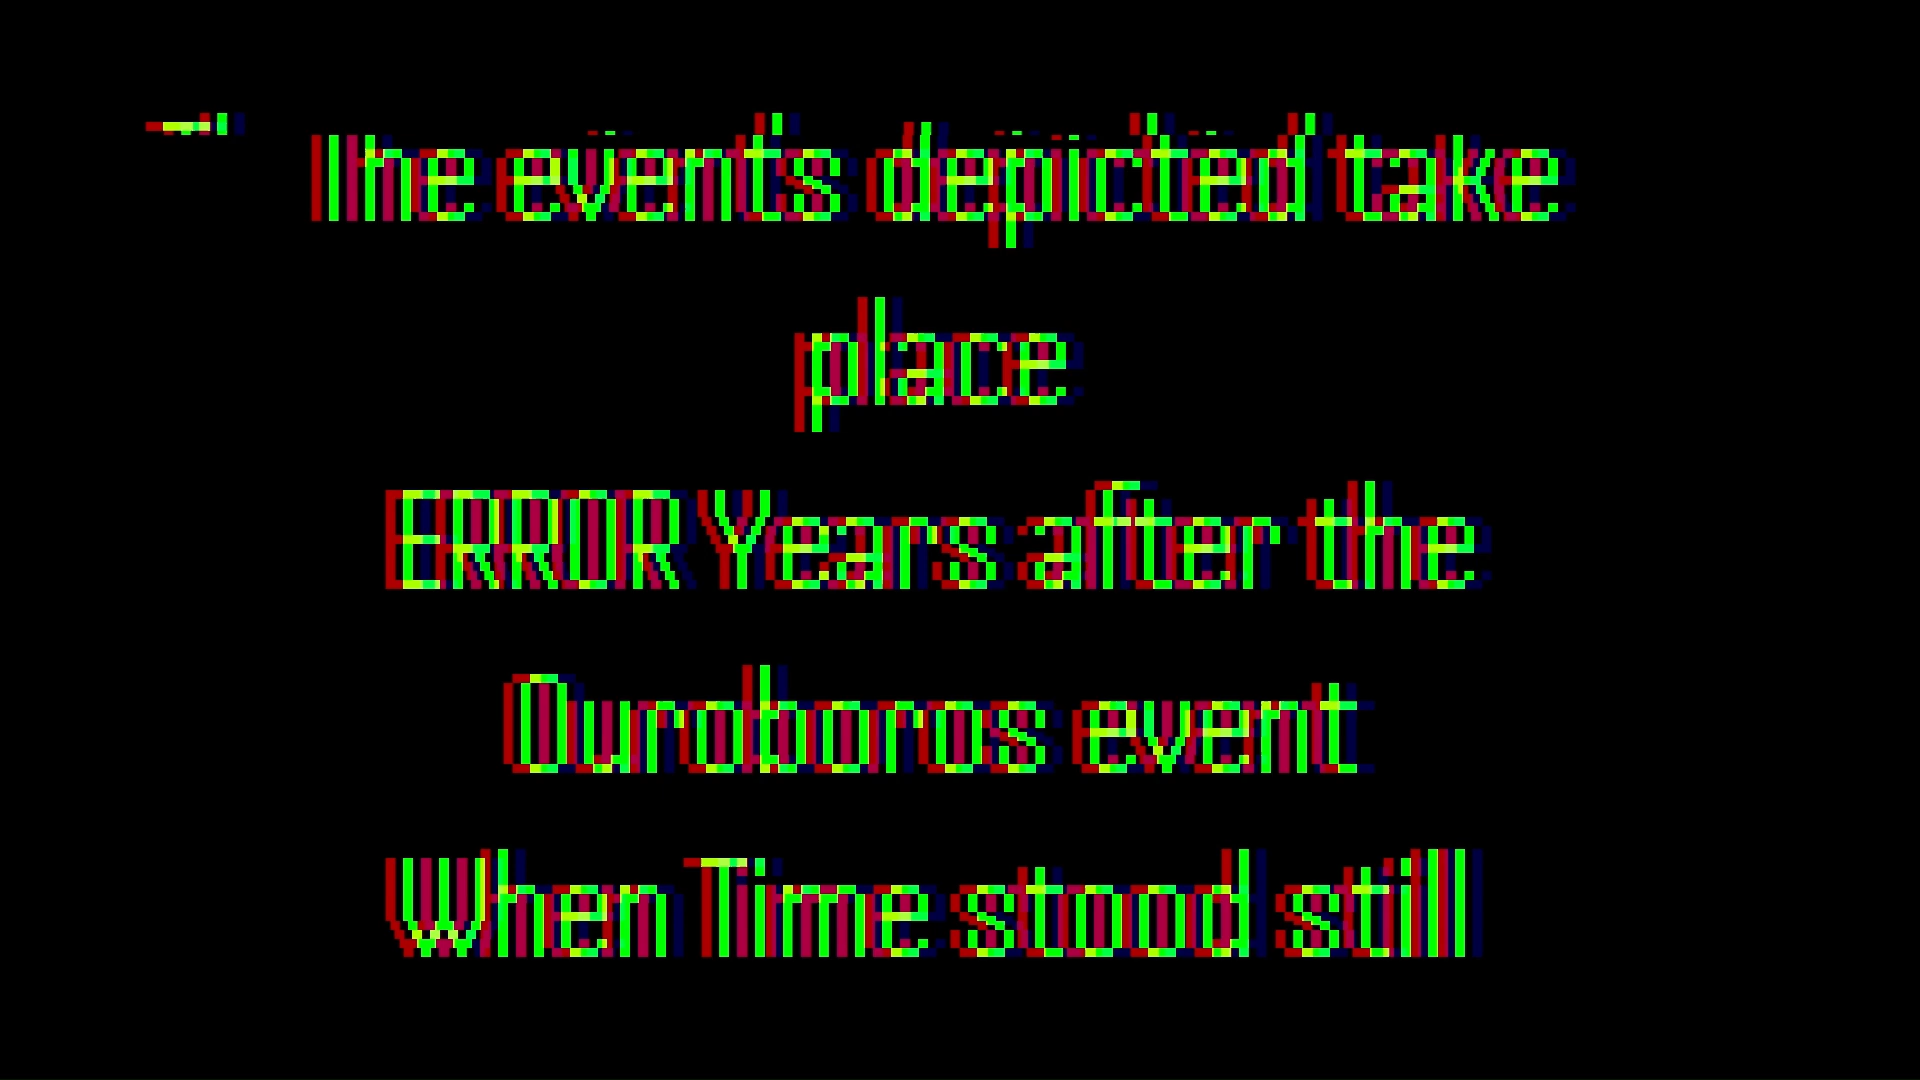 The events depicted take
place
ERROR Years after the
Ouroboros event
When Time stood still